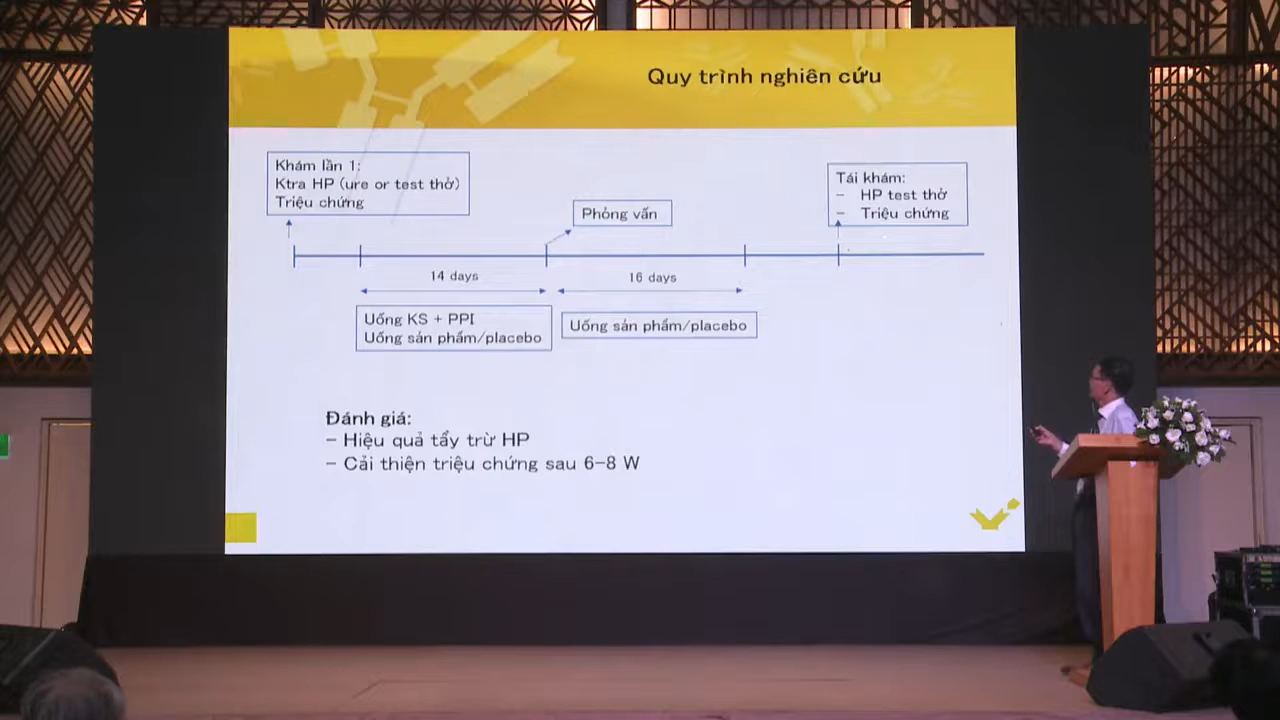 Quy trình nghiên cứu
Khám lần 1:
Ktra HP (ure or test thở)
Triệu chứng
Phỏng vấn
Tái khám:
- HP test thở
- Triệu chứng
14 days
16 days
Uống KS + PPI
Uống sản phẩm/placebo
Uống sản phẩm/placebo
Đánh giá:
- Hiệu quả tẩy trừ HP
- Cải thiện triệu chứng sau 6-8 W